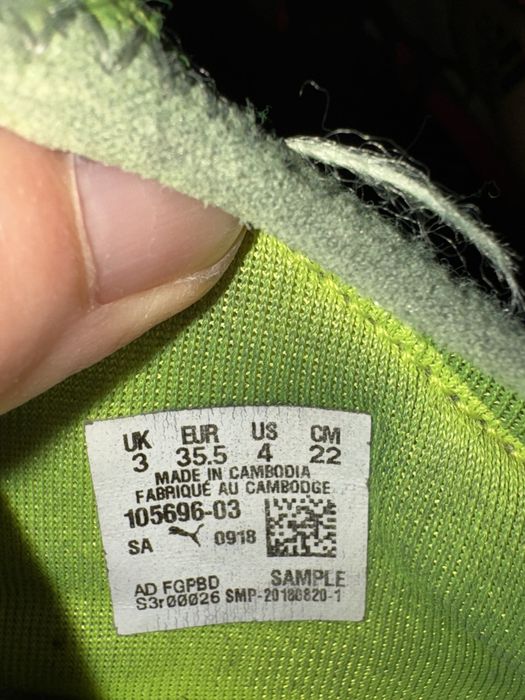 UK EUR US CM
3 35.5 4 22
MADE IN CAMBODIA
FABRIQUÉ AU CAMBODGE
105696-03
SA 0918
SAMPLE
AD FGPBD
S3r00026 SMP-20180820-1